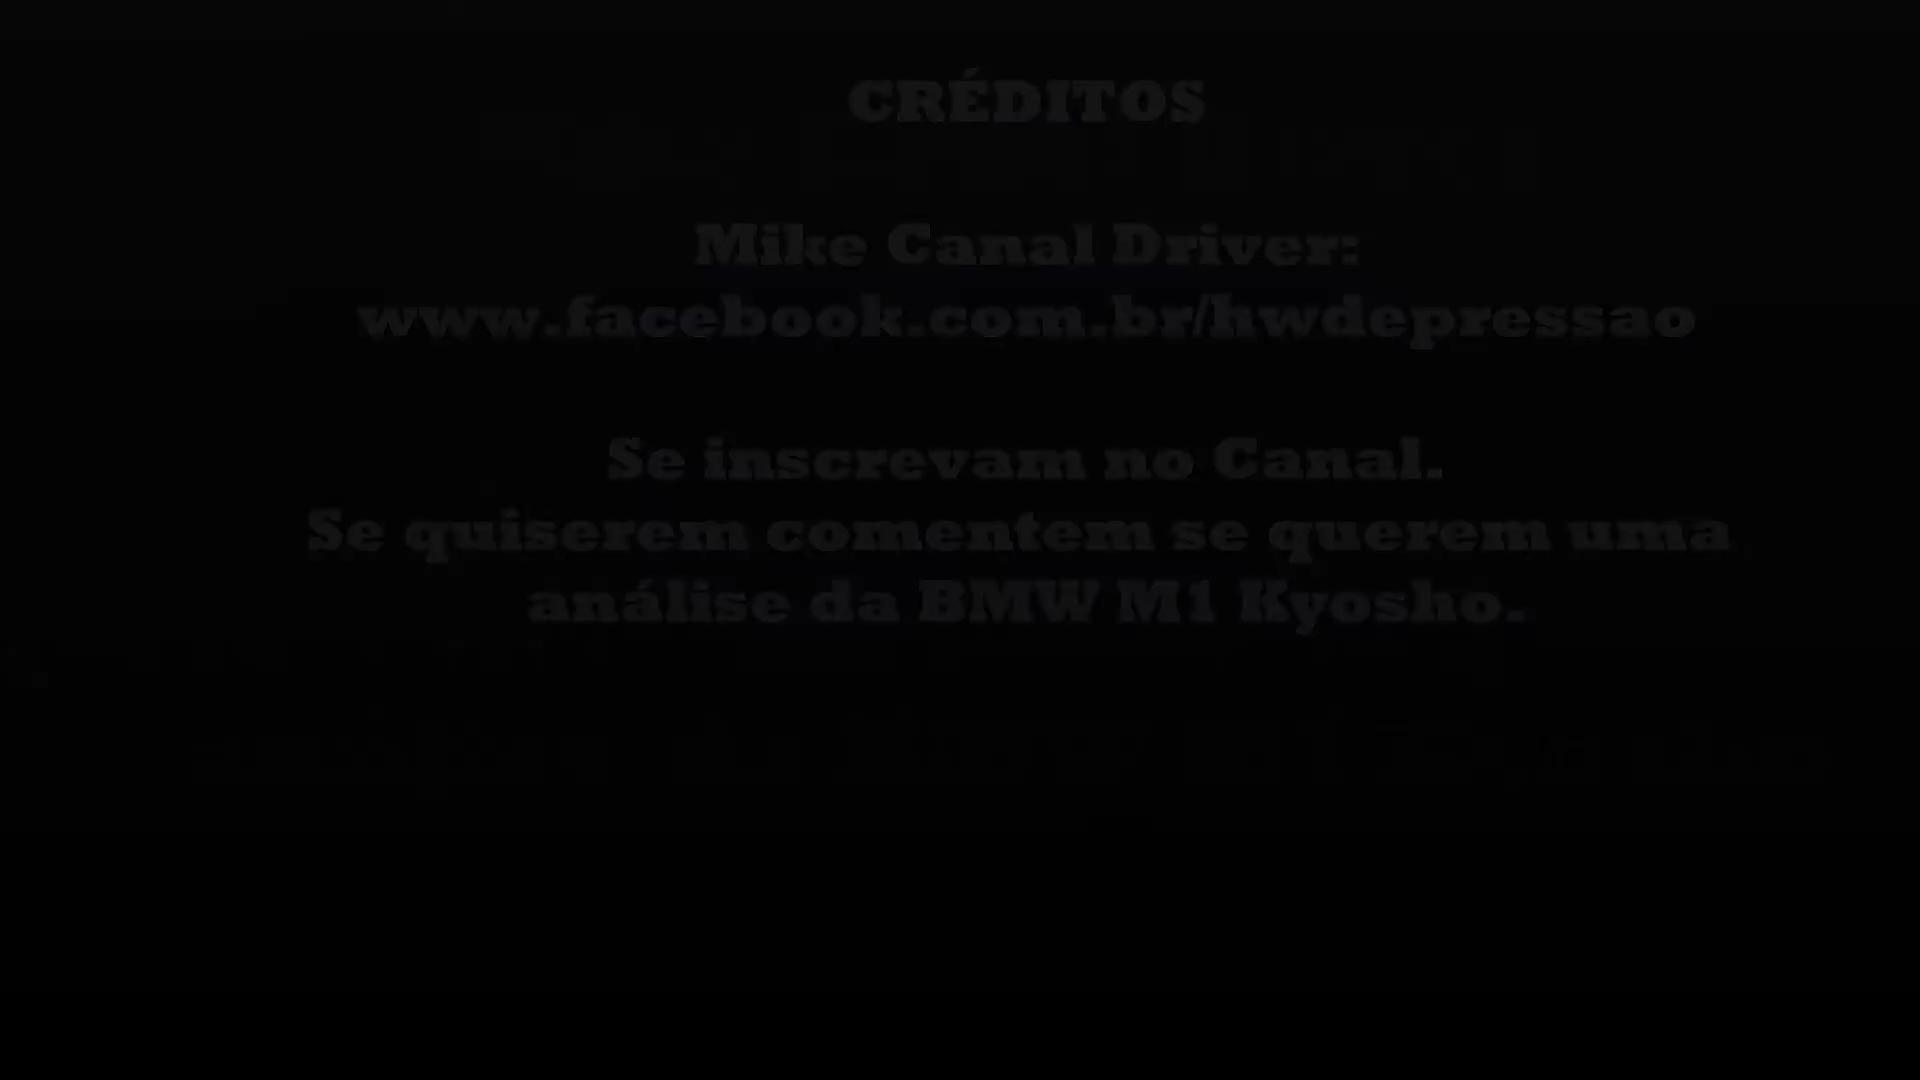 CRÉDITOS
Mike Canal Driver:
www.facebook.com.br/hwdepressao
Se inscrevam no Canal.
Se quiserem comentem se querem uma
análise da BMW M1 Kyosho.